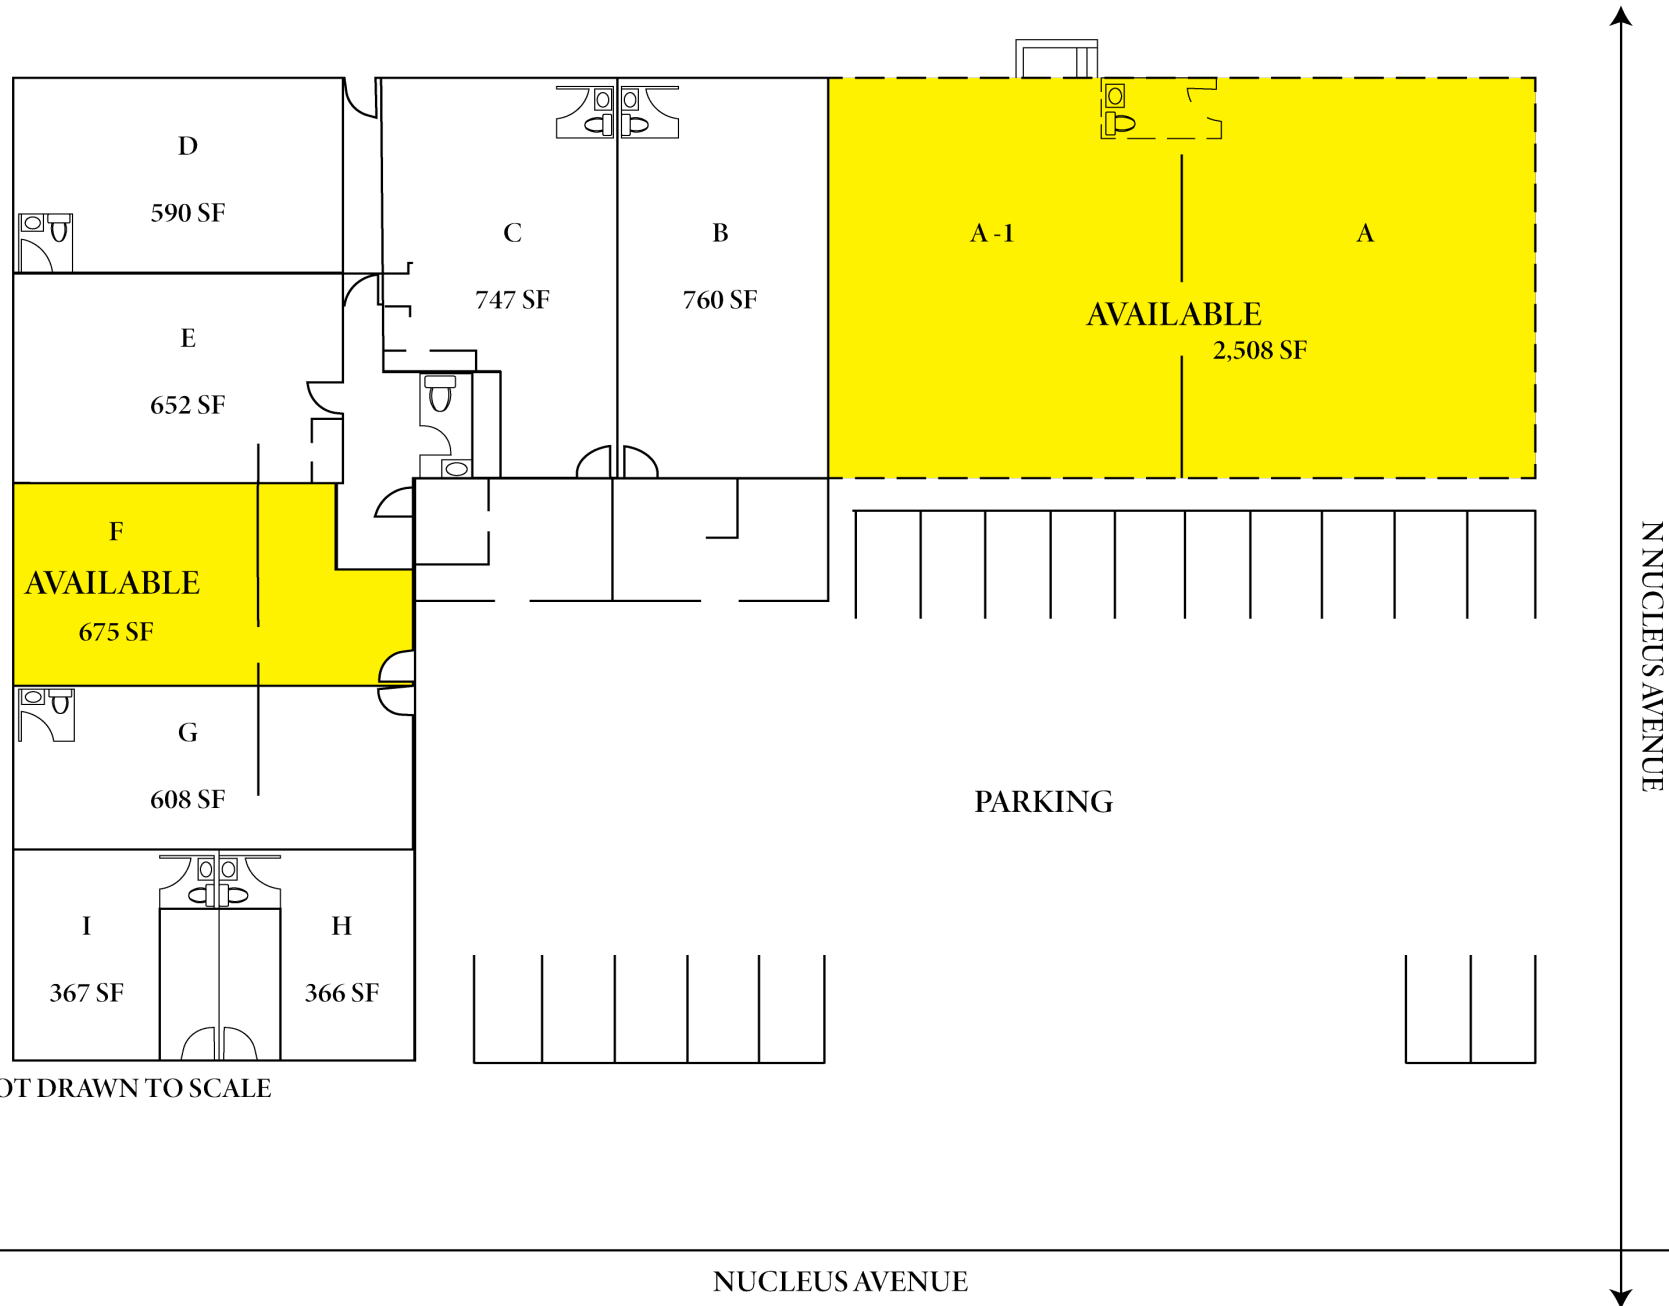 D
590 SF
C
747 SF
B
760 SF
A -1
A
AVAILABLE
2,508 SF
E
652 SF
F
AVAILABLE
675 SF
G
608 SF
I
367 SF
H
366 SF
PARKING
N NUCLEUS AVENUE
OT DRAWN TO SCALE
NUCLEUS AVENUE